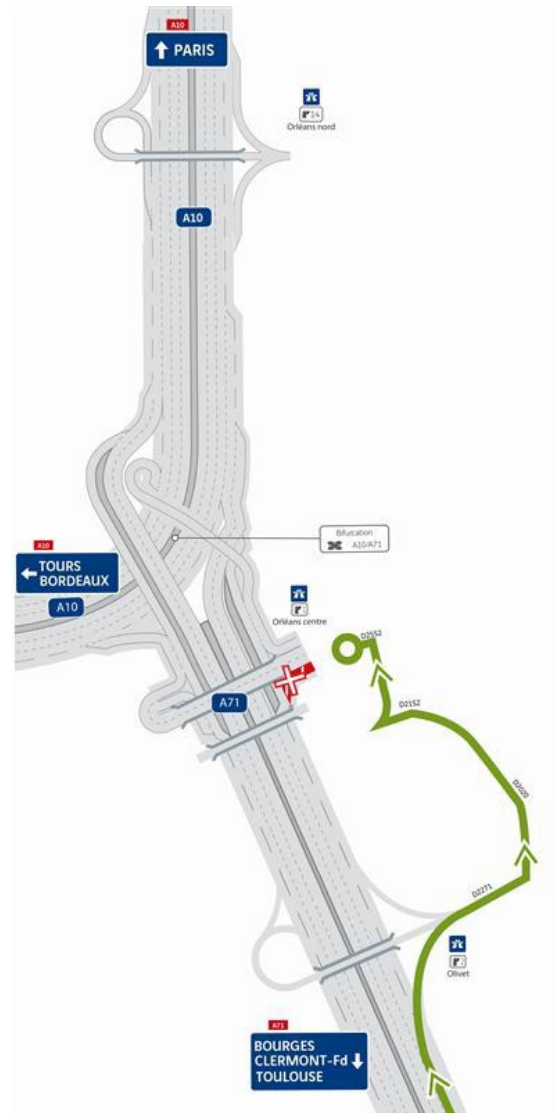 A10
↑ PARIS
14
Orléans nord
A10
Bifurcation
A10/A71
A10
← TOURS
BORDEAUX
A10
Orléans centre
D2552
A71
D2152
D2020
D2271
Olivet
A71
BOURGES
CLERMONT-Fd ↓
TOULOUSE